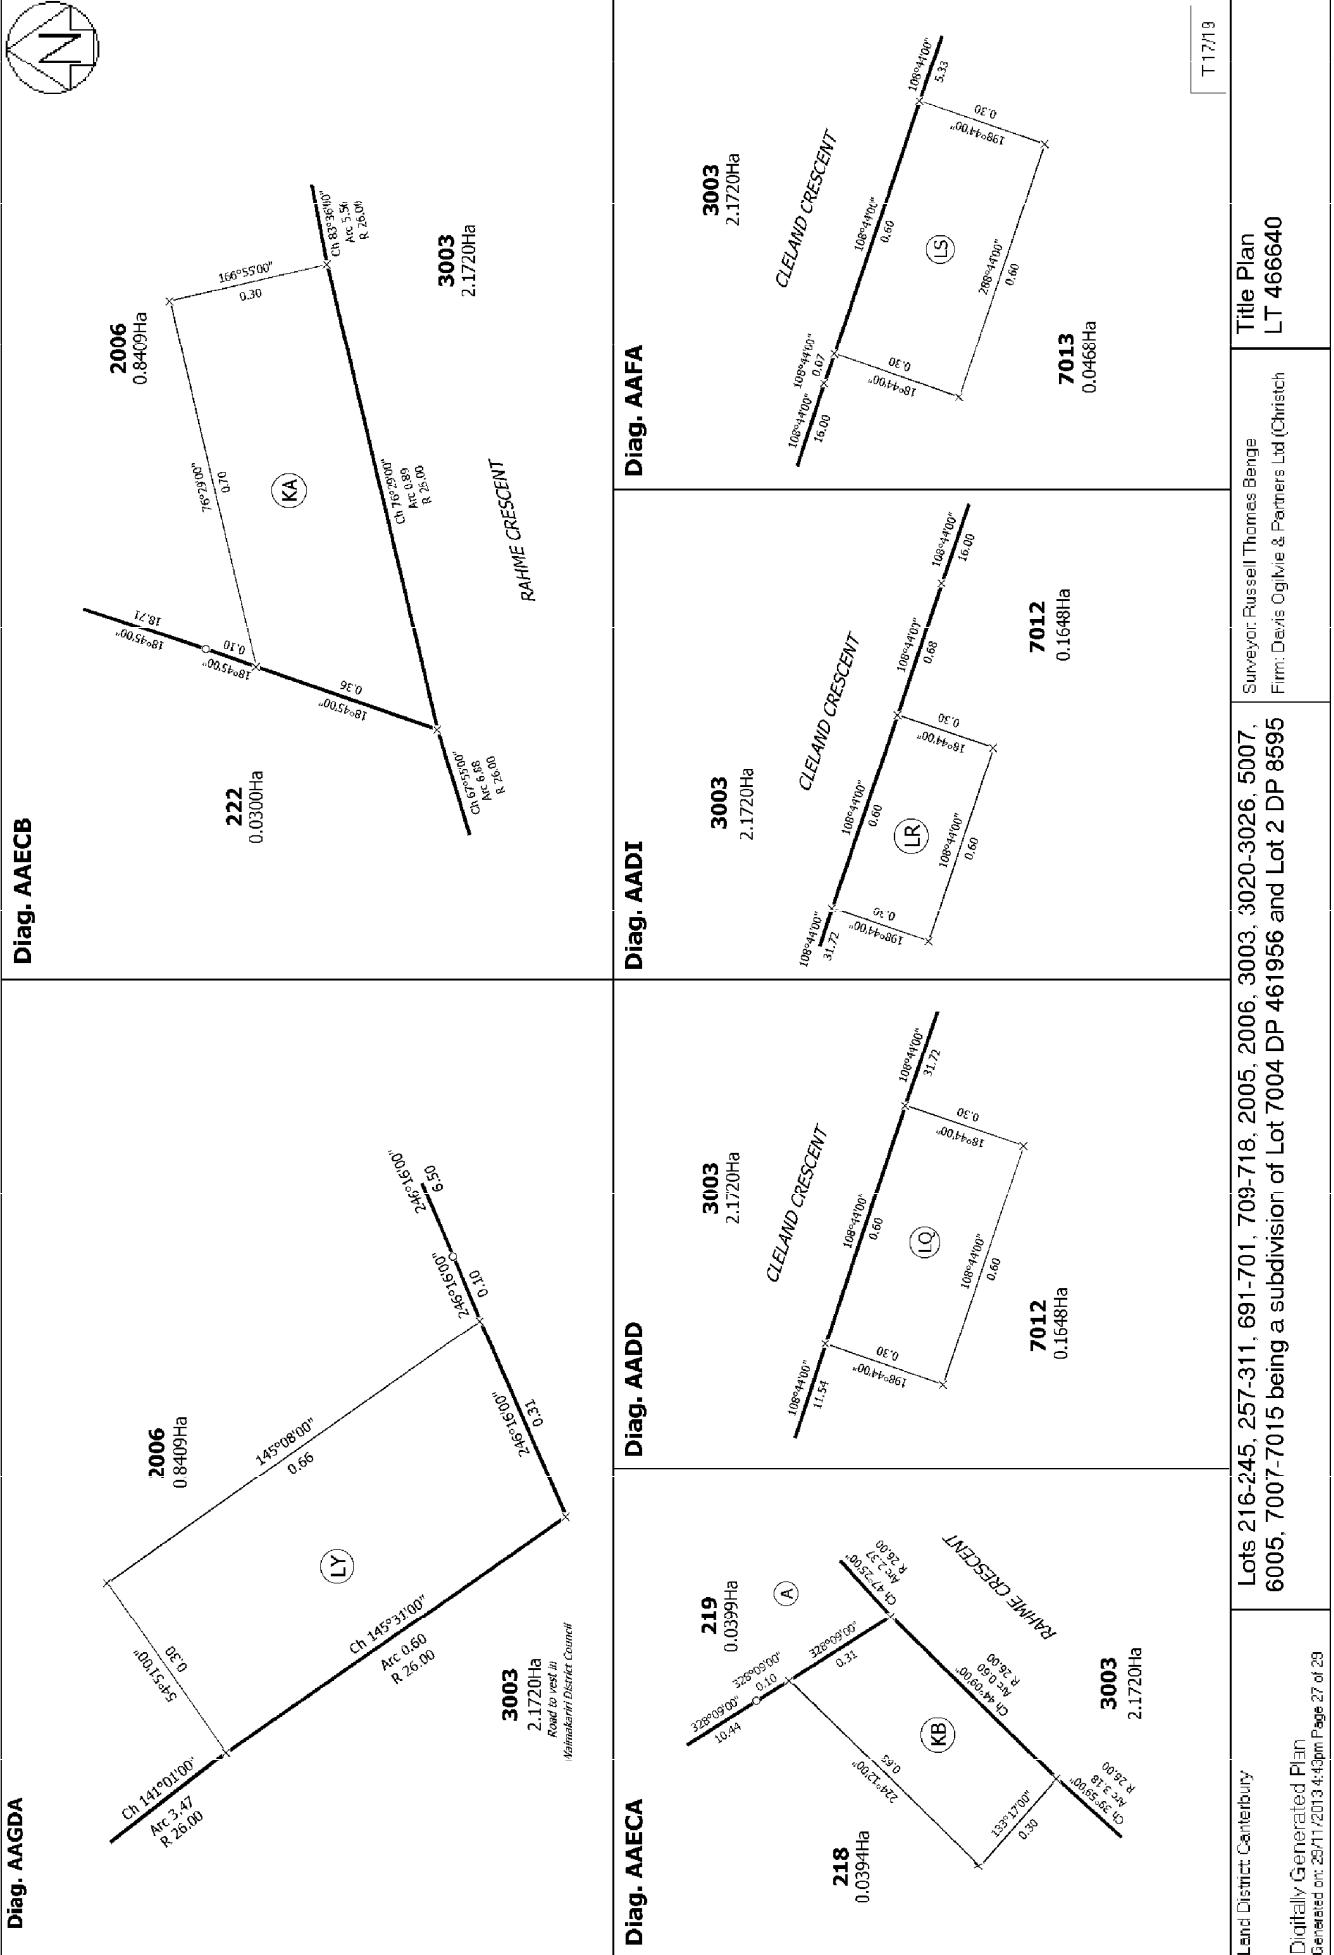 Diag. AAGDA
Ch 141°01'00"
Arc 3.47
R 26.00
54°51'00"
0.30
2006
0.8409Ha
145°08'00"
0.66
LY
Ch 145°31'00"
Arc 0.60
R 26.00
3003
2.1720Ha
Road to vest in
Waimakariri District Council
246°16'00"
0.31
246°16'00"
0.10
246°16'00"
6.50
Diag. AAECB
N
222
0.0300Ha
2006
0.8409Ha
18°45'00"
18.71
18°45'00"
0.10
18°45'00"
0.36
76°29'00"
0.70
166°55'00"
0.30
KA
Ch 67°55'00"
Arc 6.88
R 26.00
Ch 76°29'00"
Arc 0.89
R 26.00
Ch 83°36'00"
Arc 5.56
R 26.00
RAHME CRESCENT
3003
2.1720Ha
Diag. AAECA
218
0.0394Ha
219
0.0399Ha
A
328°09'00"
10.44
328°09'00"
0.10
328°09'00"
0.31
224°12'00"
133°17'00"
0.30
KB
Ch 39°59'00"
Arc 3.18
R 26.00
Ch 44°09'00"
Arc 0.60
R 26.00
Ch 47°25'00"
Arc 2.37
R 26.00
RAHME CRESCENT
3003
2.1720Ha
Diag. AADD
3003
2.1720Ha
CLELAND CRESCENT
108°44'00"
11.54
108°44'00"
0.60
108°44'00"
31.72
198°44'00"
0.30
18°44'00"
0.30
LQ
108°44'00"
0.60
7012
0.1648Ha
Diag. AADI
3003
2.1720Ha
CLELAND CRESCENT
108°44'00"
31.72
108°44'00"
0.60
108°44'00"
0.68
108°44'00"
16.00
198°44'00"
0.30
18°44'00"
0.30
LR
108°44'00"
0.60
7012
0.1648Ha
Diag. AAFA
3003
2.1720Ha
CLELAND CRESCENT
108°44'00"
16.00
108°44'00"
0.07
108°44'00"
0.60
108°44'00"
5.33
18°44'00"
0.30
198°44'00"
0.30
LS
288°44'00"
0.60
7013
0.0468Ha
T 17/19
Land District: Canterbury
Digitally Generated Plan
Generated on: 29/11/2013 4:43pm Page 27 of 29
Lots 216-245, 257-311, 691-701, 709-718, 2005, 2006, 3003, 3020-3026, 5007,
6005, 7007-7015 being a subdivision of Lot 7004 DP 461956 and Lot 2 DP 8595
Surveyor: Russell Thomas Benge
Firm: Davis Ogilvie & Partners Ltd (Christch
Title Plan
LT 466640